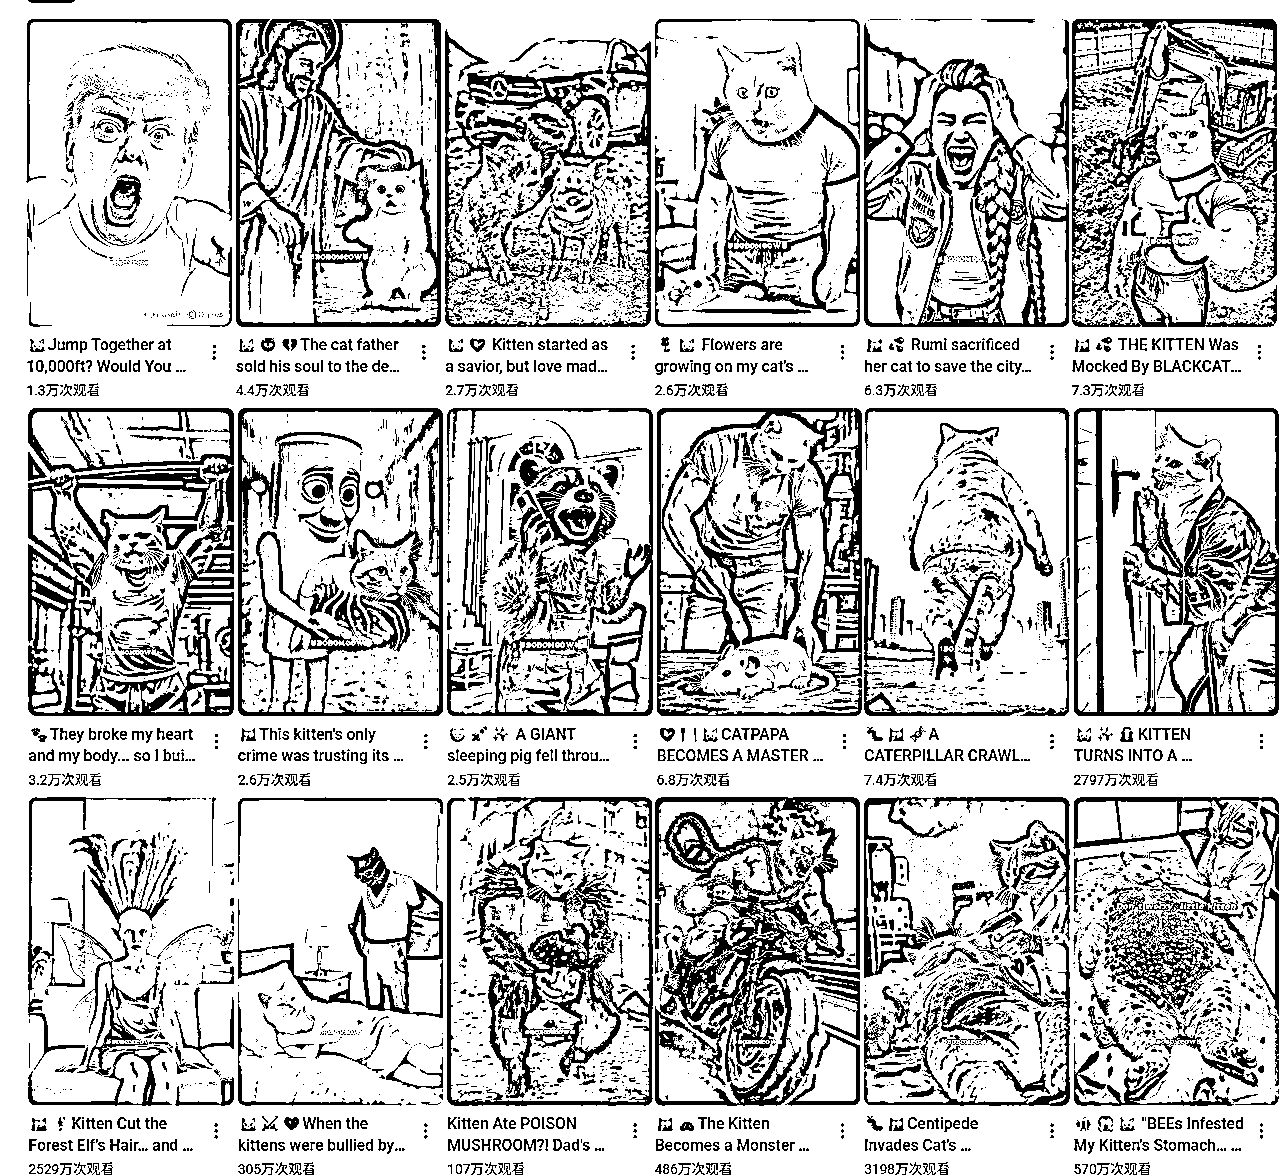 Jump Together at
10,000ft? Would You ...
1.3万次观看
The cat father
sold his soul to the de...
4.4万次观看
Kitten started as
a savior, but love mad...
2.7万次观看
Flowers are
growing on my cat's ...
2.6万次观看
Rumi sacrificed
her cat to save the city...
6.3万次观看
THE KITTEN Was
Mocked By BLACKCAT...
7.3万次观看
They broke my heart
and my body... so I bui...
3.2万次观看
This kitten's only
crime was trusting its ...
2.6万次观看
A GIANT
sleeping pig fell throu...
2.5万次观看
CATPAPA
BECOMES A MASTER ...
6.8万次观看
A
CATERPILLAR CRAWL...
7.4万次观看
KITTEN
TURNS INTO A ...
2797万次观看
Kitten Cut the
Forest Elf's Hair... and ...
2529万次观看
When the
kittens were bullied by...
305万次观看
Kitten Ate POISON
MUSHROOM?! Dad's ...
107万次观看
The Kitten
Becomes a Monster ...
486万次观看
Centipede
Invades Cat's ...
3198万次观看
"BEEs Infested
My Kitten's Stomach... ...
570万次观看